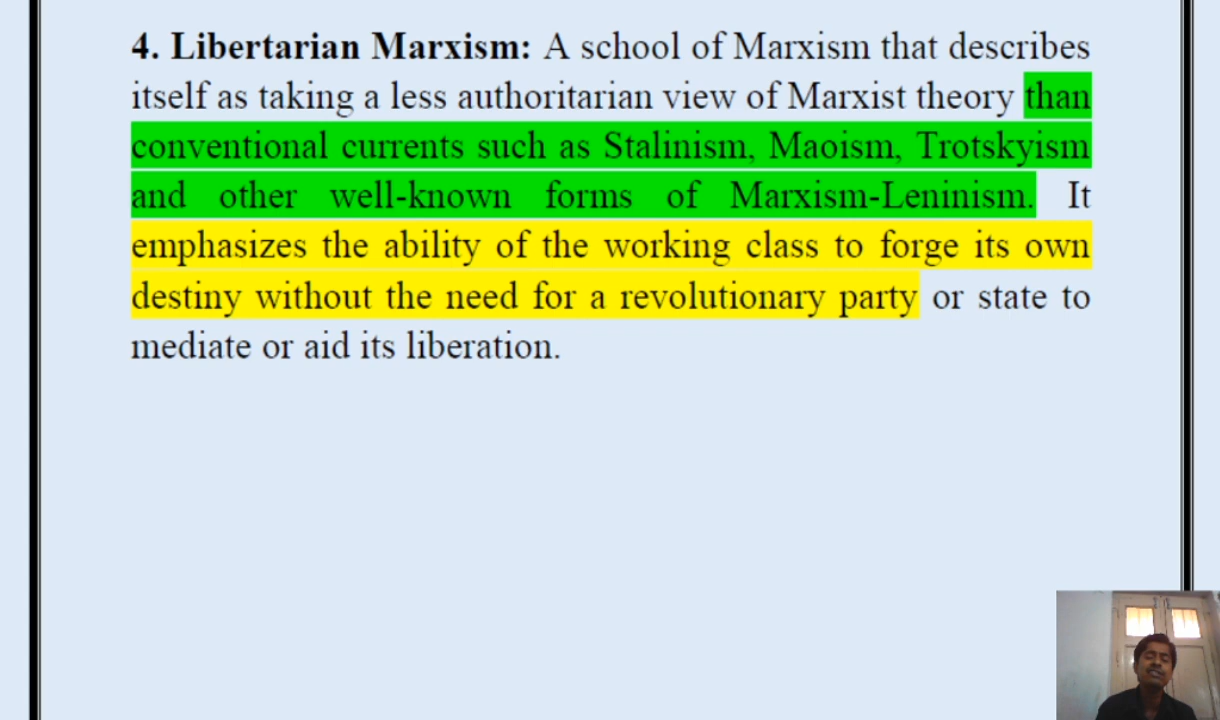 4. Libertarian Marxism: A school of Marxism that describes
itself as taking a less authoritarian view of Marxist theory than
conventional currents such as Stalinism, Maoism, Trotskyism
and other well-known forms of Marxism-Leninism. It
emphasizes the ability of the working class to forge its own
destiny without the need for a revolutionary party or state to
mediate or aid its liberation.